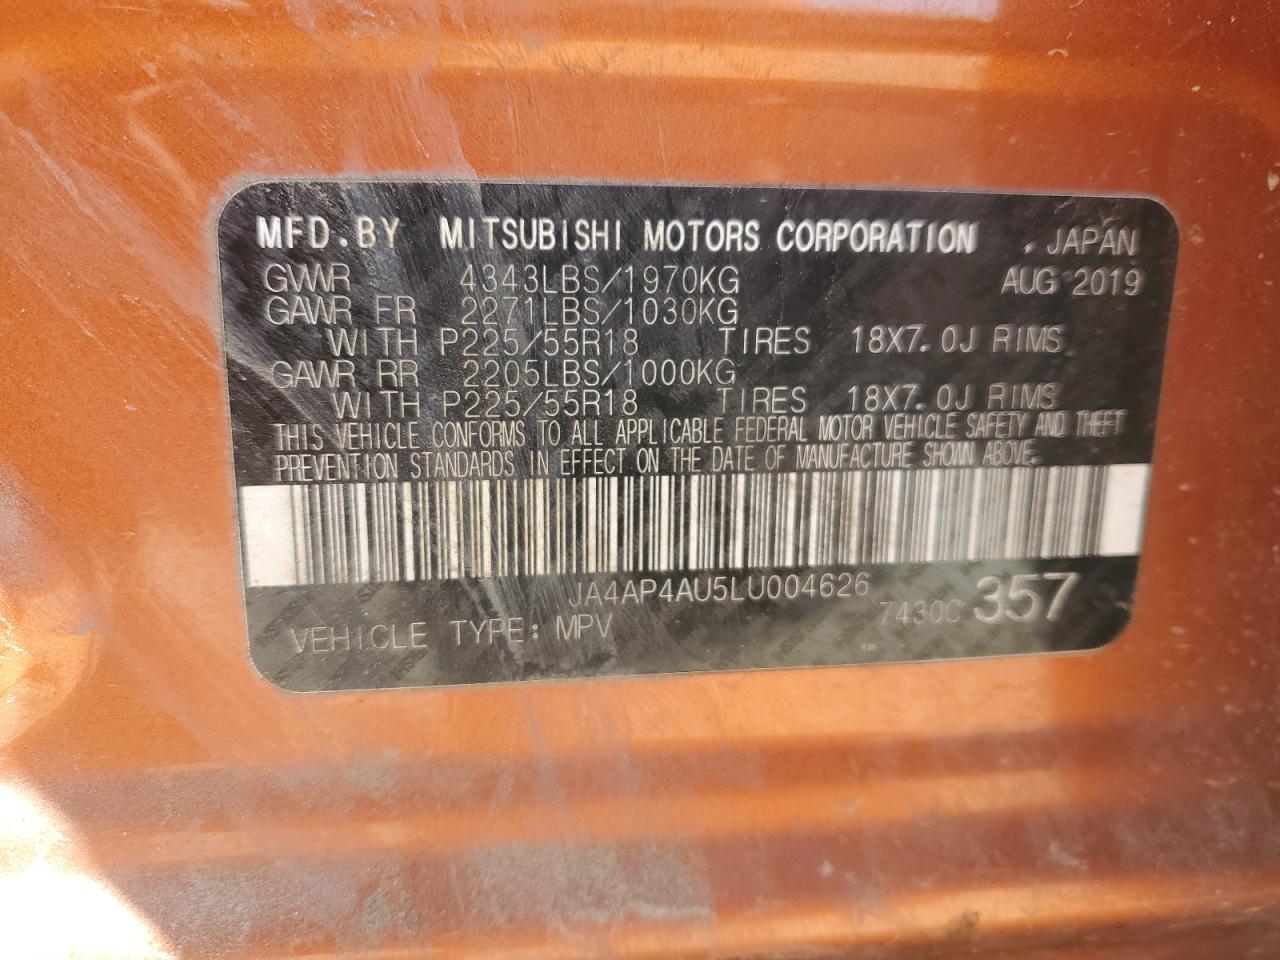 MFD.BY MITSUBISHI MOTORS CORPORATION , JAPAN
GVWR 4343LBS/1970KG AUG 2019
GAWR FR 2271LBS/1030KG
WITH P225/55R18 TIRES 18X7.0J RIMS
GAWR RR 2205LBS/1000KG
WITH P225/55R18 TIRES 18X7.0J RIMS
THIS VEHICLE CONFORMS TO ALL APPLICABLE FEDERAL MOTOR VEHICLE SAFETY AND THEFT
PREVENTION STANDARDS IN EFFECT ON THE DATE OF MANUFACTURE SHOWN ABOVE.
JA4AP4AU5LU004626
7430C 357
VEHICLE TYPE: MPV